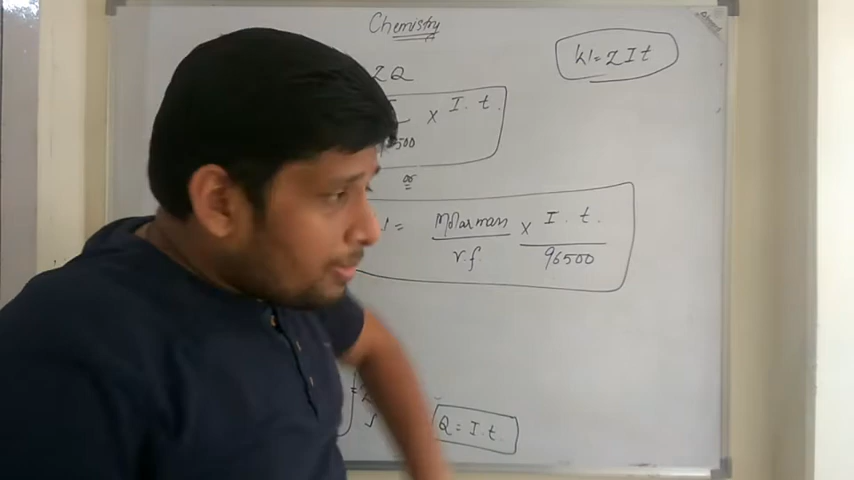 Chemistry
W = Z I t
Z Q
x I. t.
96500
or
= Molar mass x I. t.
v.f 96500
Q = I. t.